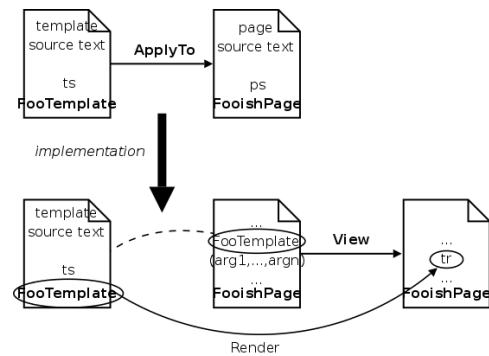 template
source text
ts
FooTemplate
ApplyTo
page
source text
ps
FooishPage
implementation
template
source text
ts
FooTemplate
...
FooTemplate
(arg1,...,argn)
...
FooishPage
View
...
tr
...
FooishPage
Render